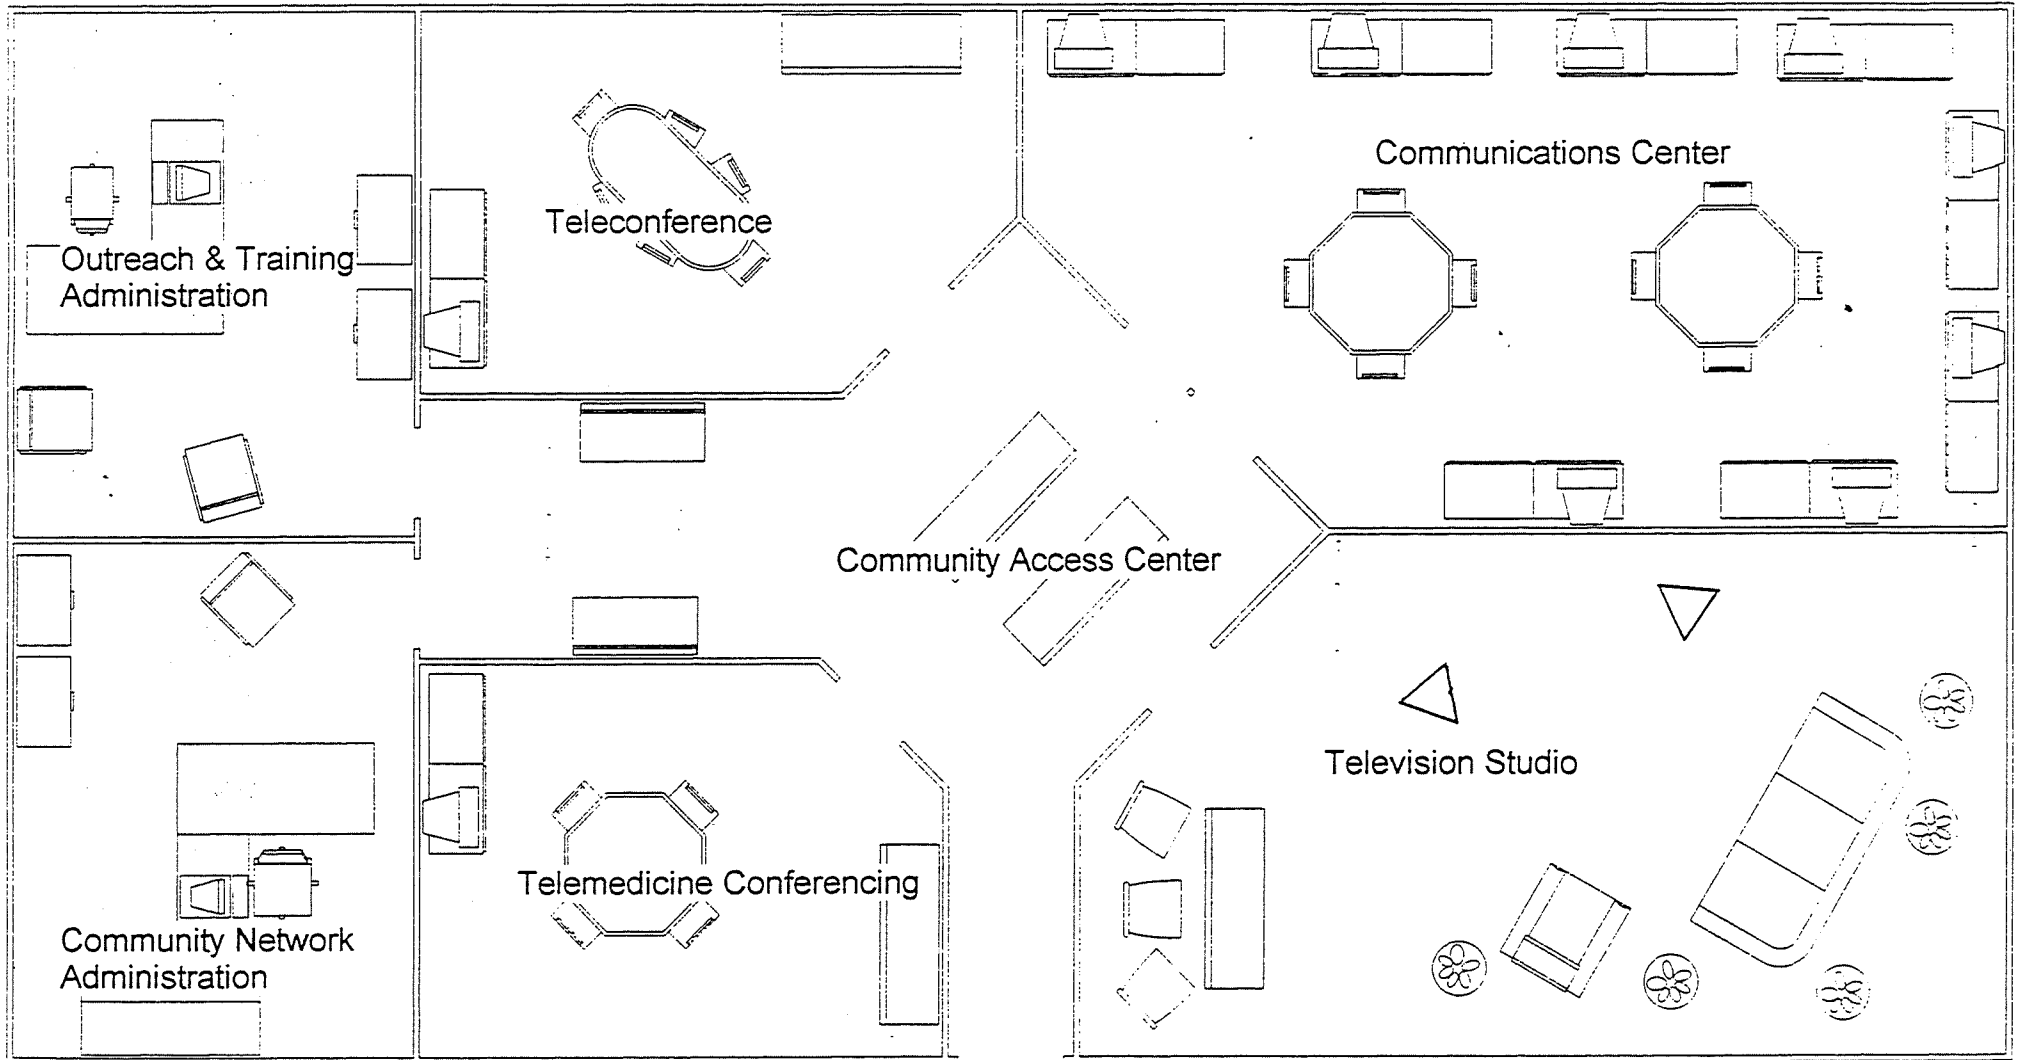 Communications Center
Teleconference
Outreach & Training
Administration
Community Access Center
Television Studio
Telemedicine Conferencing
Community Network
Administration